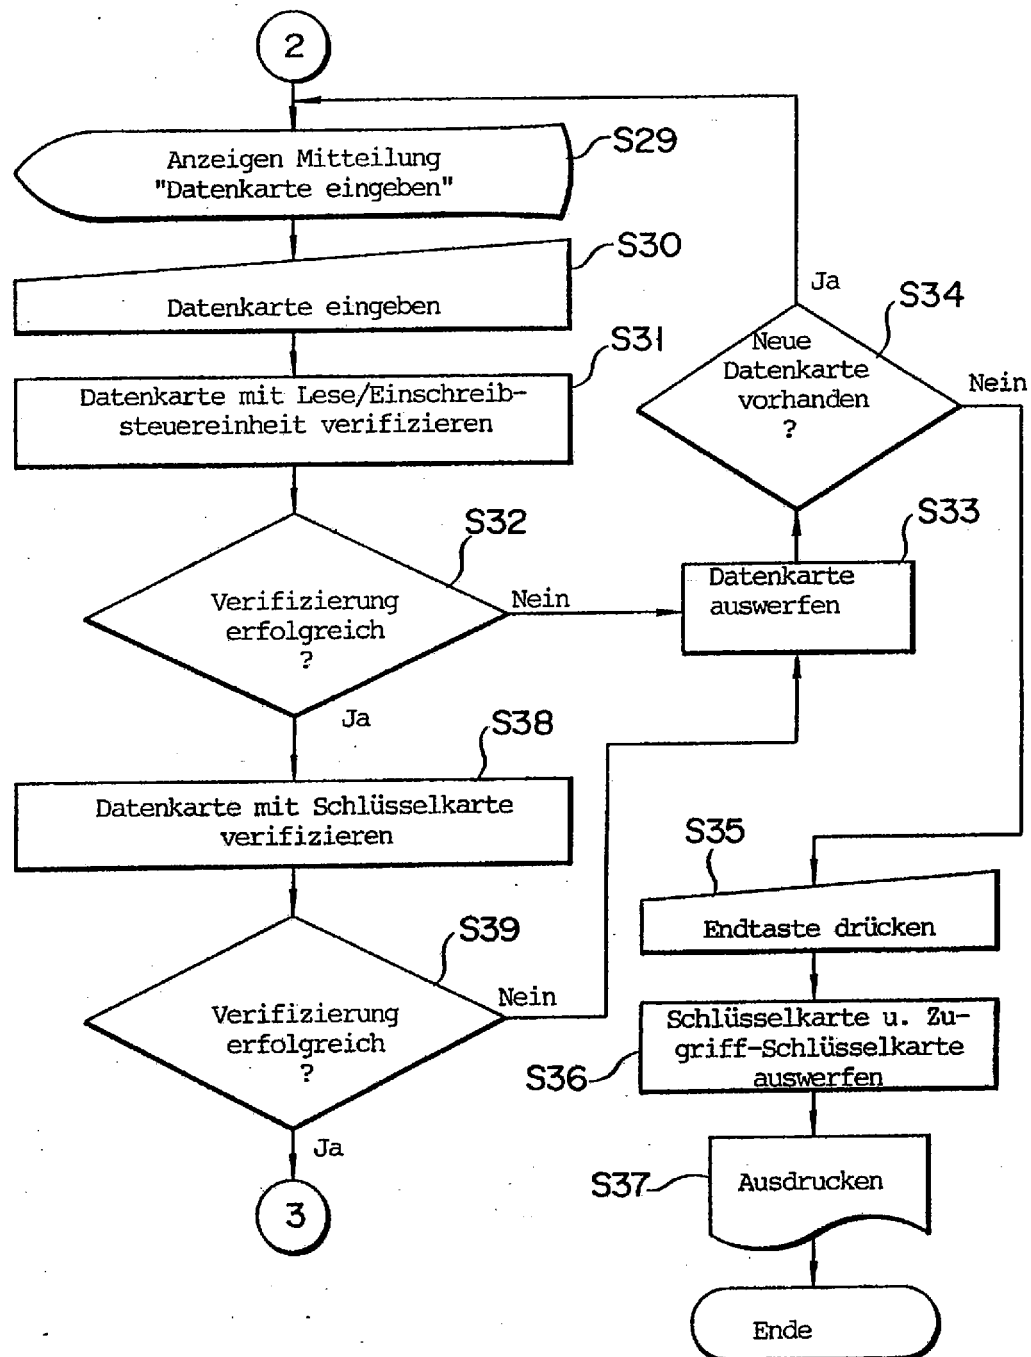 2
Anzeigen Mitteilung
"Datenkarte eingeben"
S29
Datenkarte eingeben
S30
Datenkarte mit Lese/Einschreib-
steuereinheit verifizieren
S31
Verifizierung
erfolgreich
?
S32
Nein
Ja
Datenkarte
auswerfen
S33
Neue
Datenkarte
vorhanden
?
S34
Ja
Nein
Datenkarte mit Schlüsselkarte
verifizieren
S38
Verifizierung
erfolgreich
?
S39
Nein
Ja
3
S35
Endtaste drücken
Schlüsselkarte u. Zu-
griff-Schlüsselkarte
auswerfen
S36
Ausdrucken
S37
Ende